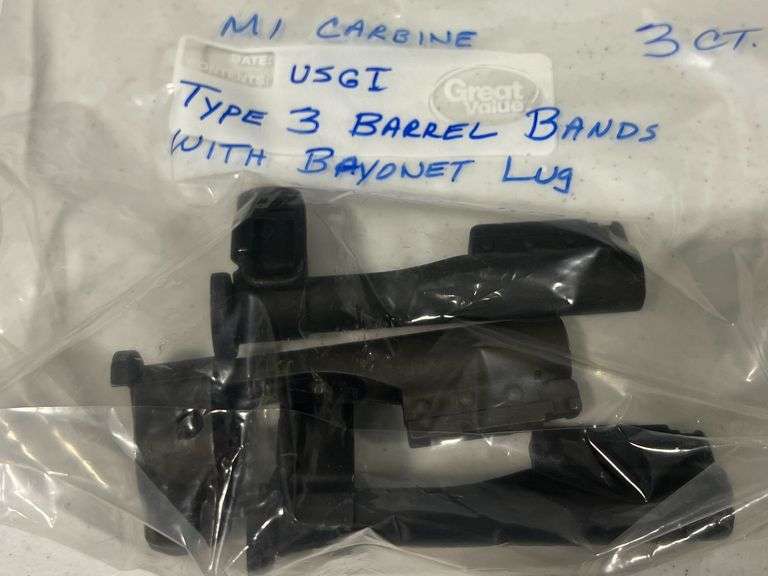 M1 CARBINE 3 CT.
DATE:
CONTENTS:
USGI
Great Value
TYPE 3 BARREL BANDS
WITH BAYONET LUG